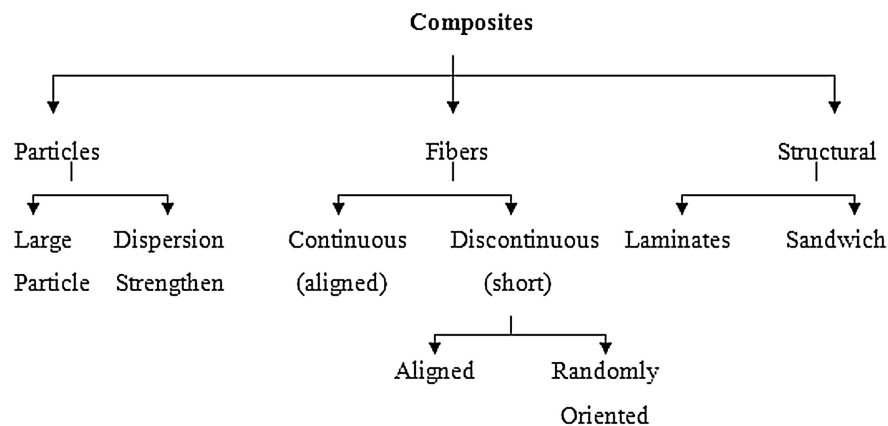 Composites
Particles Fibers Structural
Large Dispersion Continuous Discontinuous Laminates Sandwich
Particle Strengthen (aligned) (short)
Aligned Randomly
Oriented